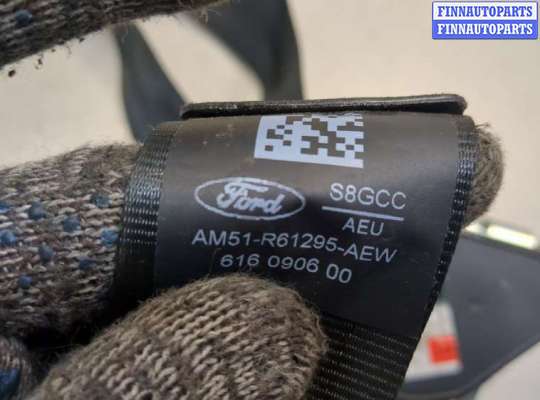 FINNAUTOPARTS
FINNAUTOPARTS
Ford
S8GCC
AEU
AM51-R61295-AEW
616 0906 00